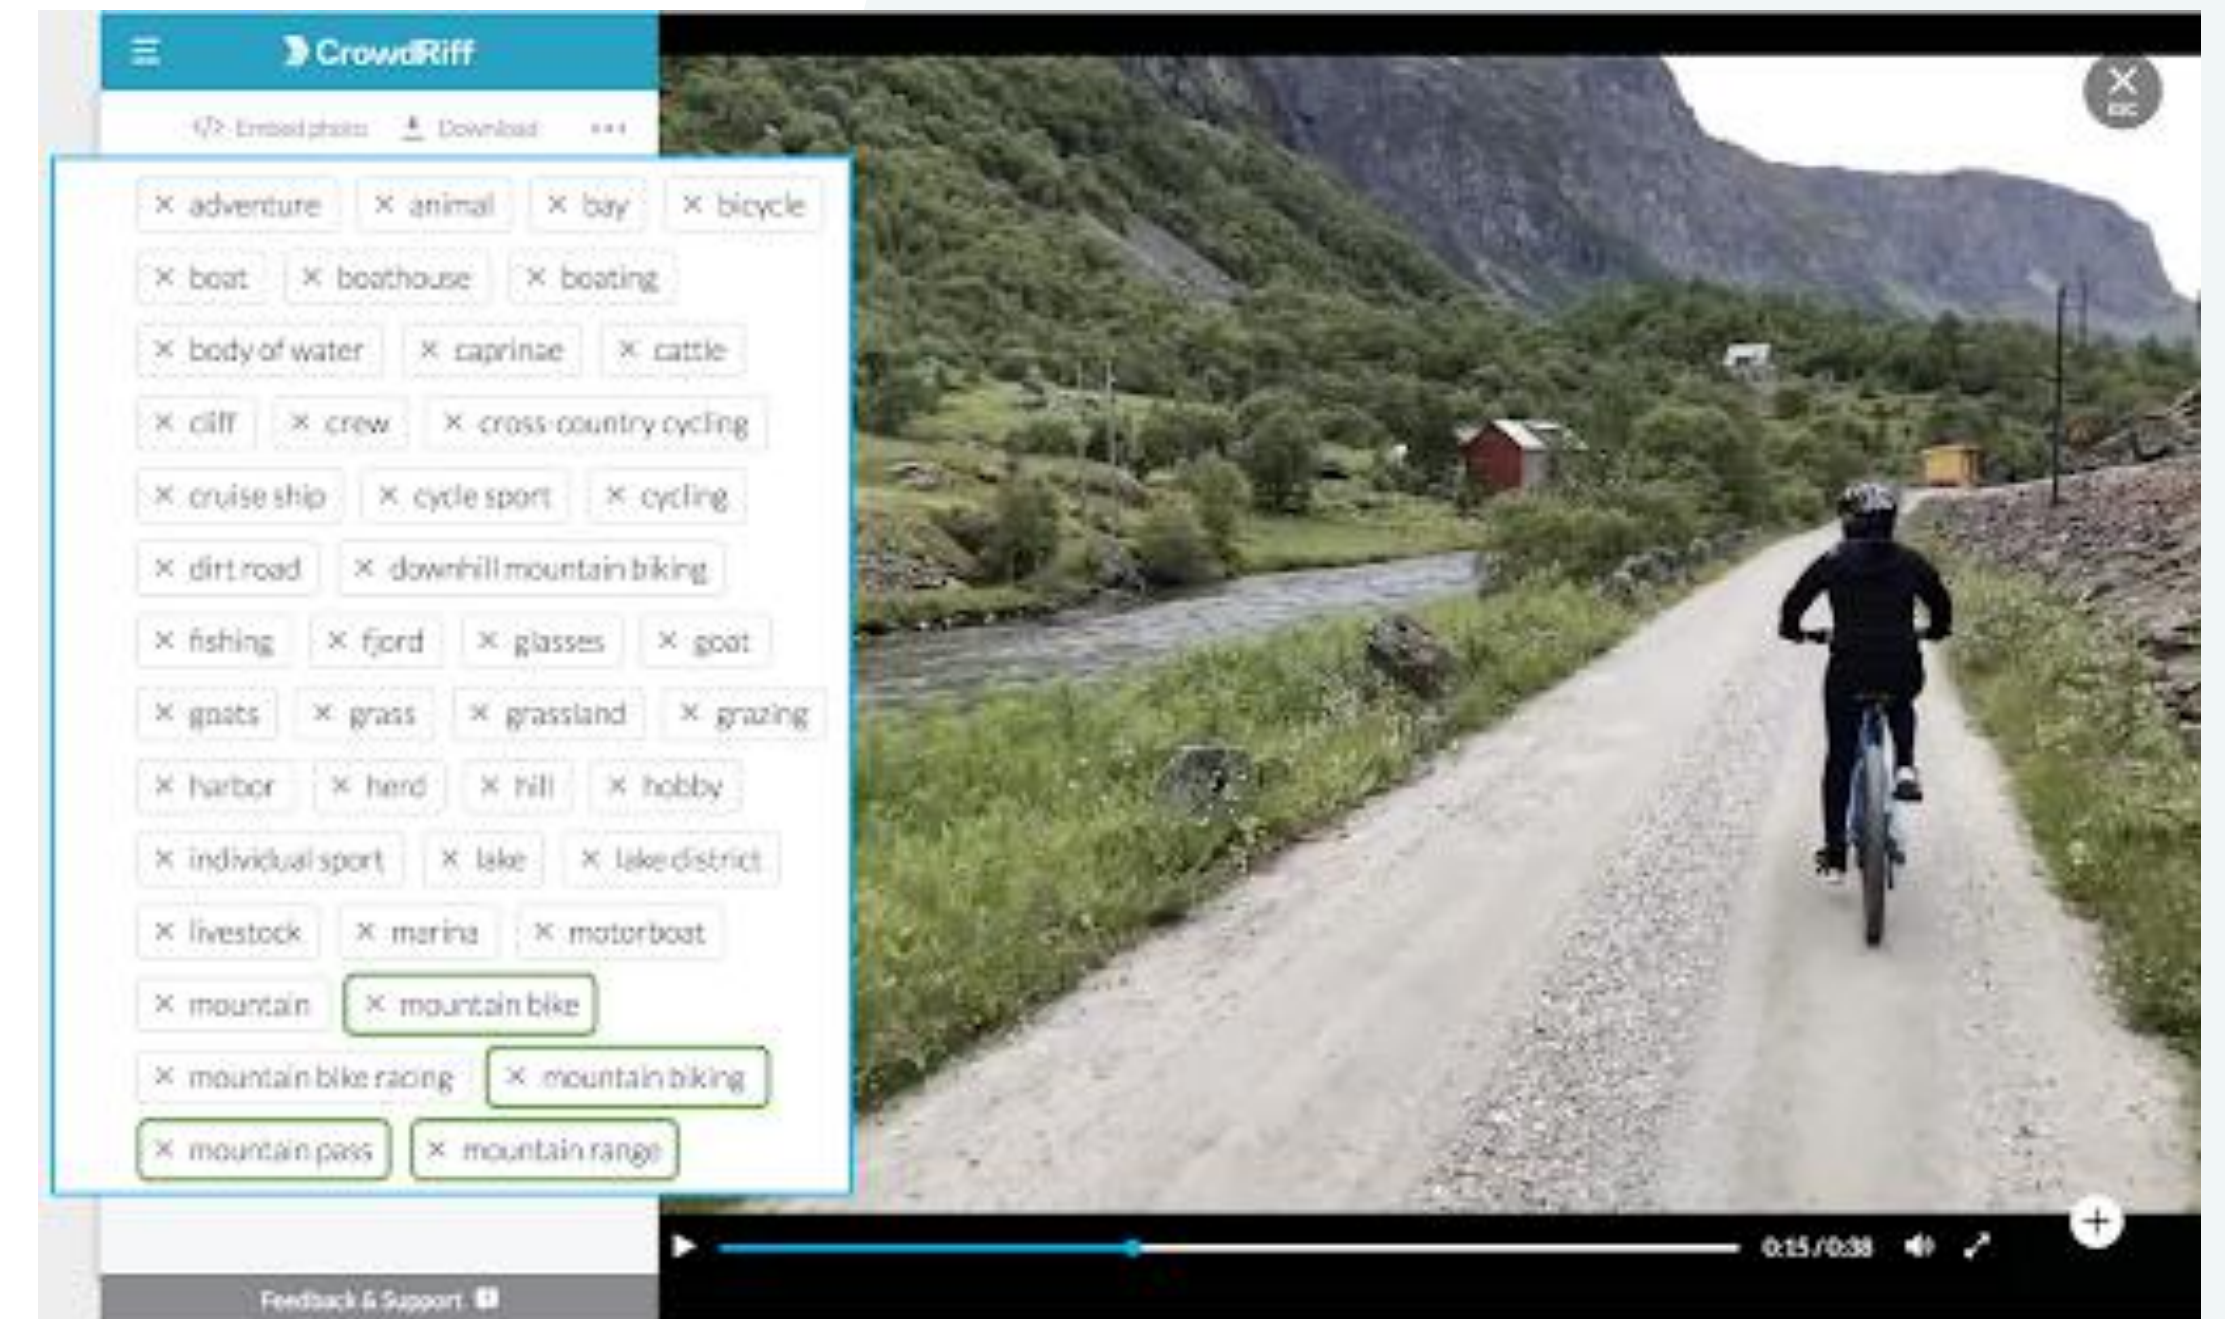 CrowdRiff
Embed photo Download
ESC
× adventure × animal × bay × bicycle
× boat × boathouse × boating
× body of water × caprinae × cattle
× cliff × crew × cross-country cycling
× cruise ship × cycle sport × cycling
× dirt road × downhill mountain biking
× fishing × fjord × glasses × goat
× goats × grass × grassland × grazing
× harbor × herd × hill × hobby
× individual sport × lake × lake district
× livestock × marina × motorboat
× mountain × mountain bike
× mountain bike racing × mountain biking
× mountain pass × mountain range
0:15 / 0:38
Feedback & Support